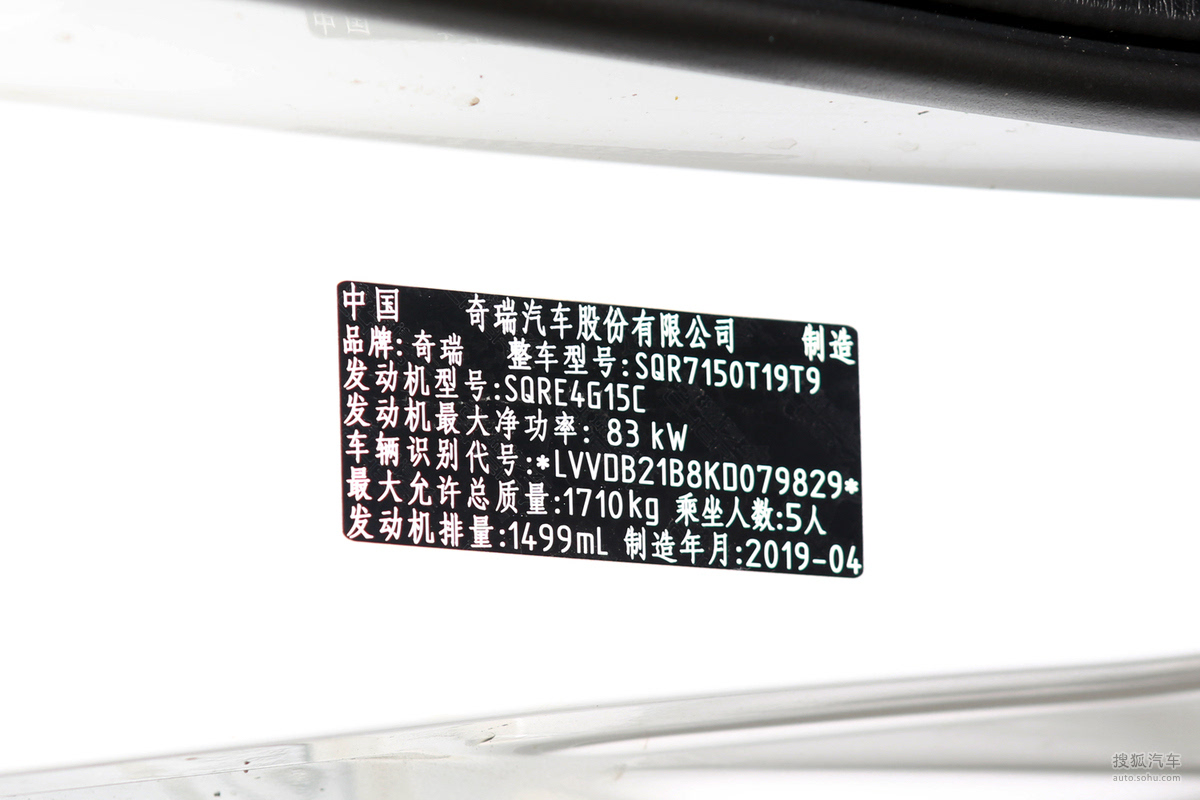 中国
中国 奇瑞汽车股份有限公司 制造
品牌:奇瑞 整车型号:SQR7150T19T9
发动机型号:SQRE4G15C
发动机最大净功率: 83 kW
车辆识别代号:*LVVDB21B8KD079829*
最大允许总质量:1710kg 乘坐人数:5人
发动机排量:1499mL 制造年月:2019-04
搜狐汽车
auto.sohu.com